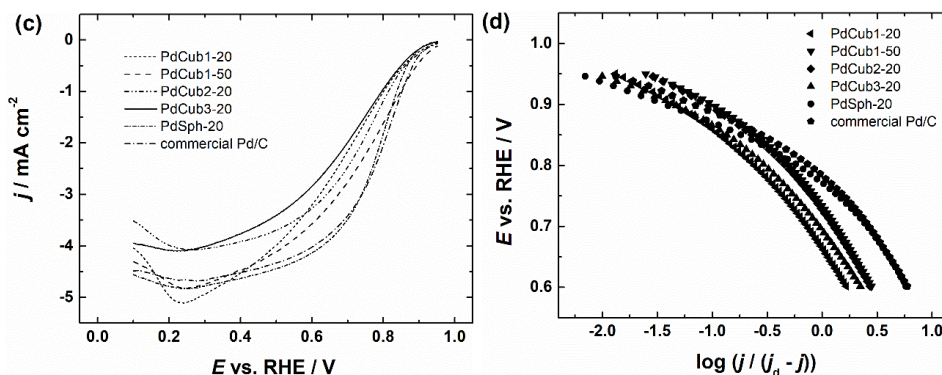 (c)
0
-1
-2
-3
-4
-5
j / mA cm⁻²
PdCub1-20
PdCub1-50
PdCub2-20
PdCub3-20
PdSph-20
commercial Pd/C
0.0 0.2 0.4 0.6 0.8 1.0
E vs. RHE / V
(d)
1.0
0.9
0.8
0.7
0.6
E vs. RHE / V
PdCub1-20
PdCub1-50
PdCub2-20
PdCub3-20
PdSph-20
commercial Pd/C
-2.0 -1.5 -1.0 -0.5 0.0 0.5 1.0
log (j / (j_d - j))